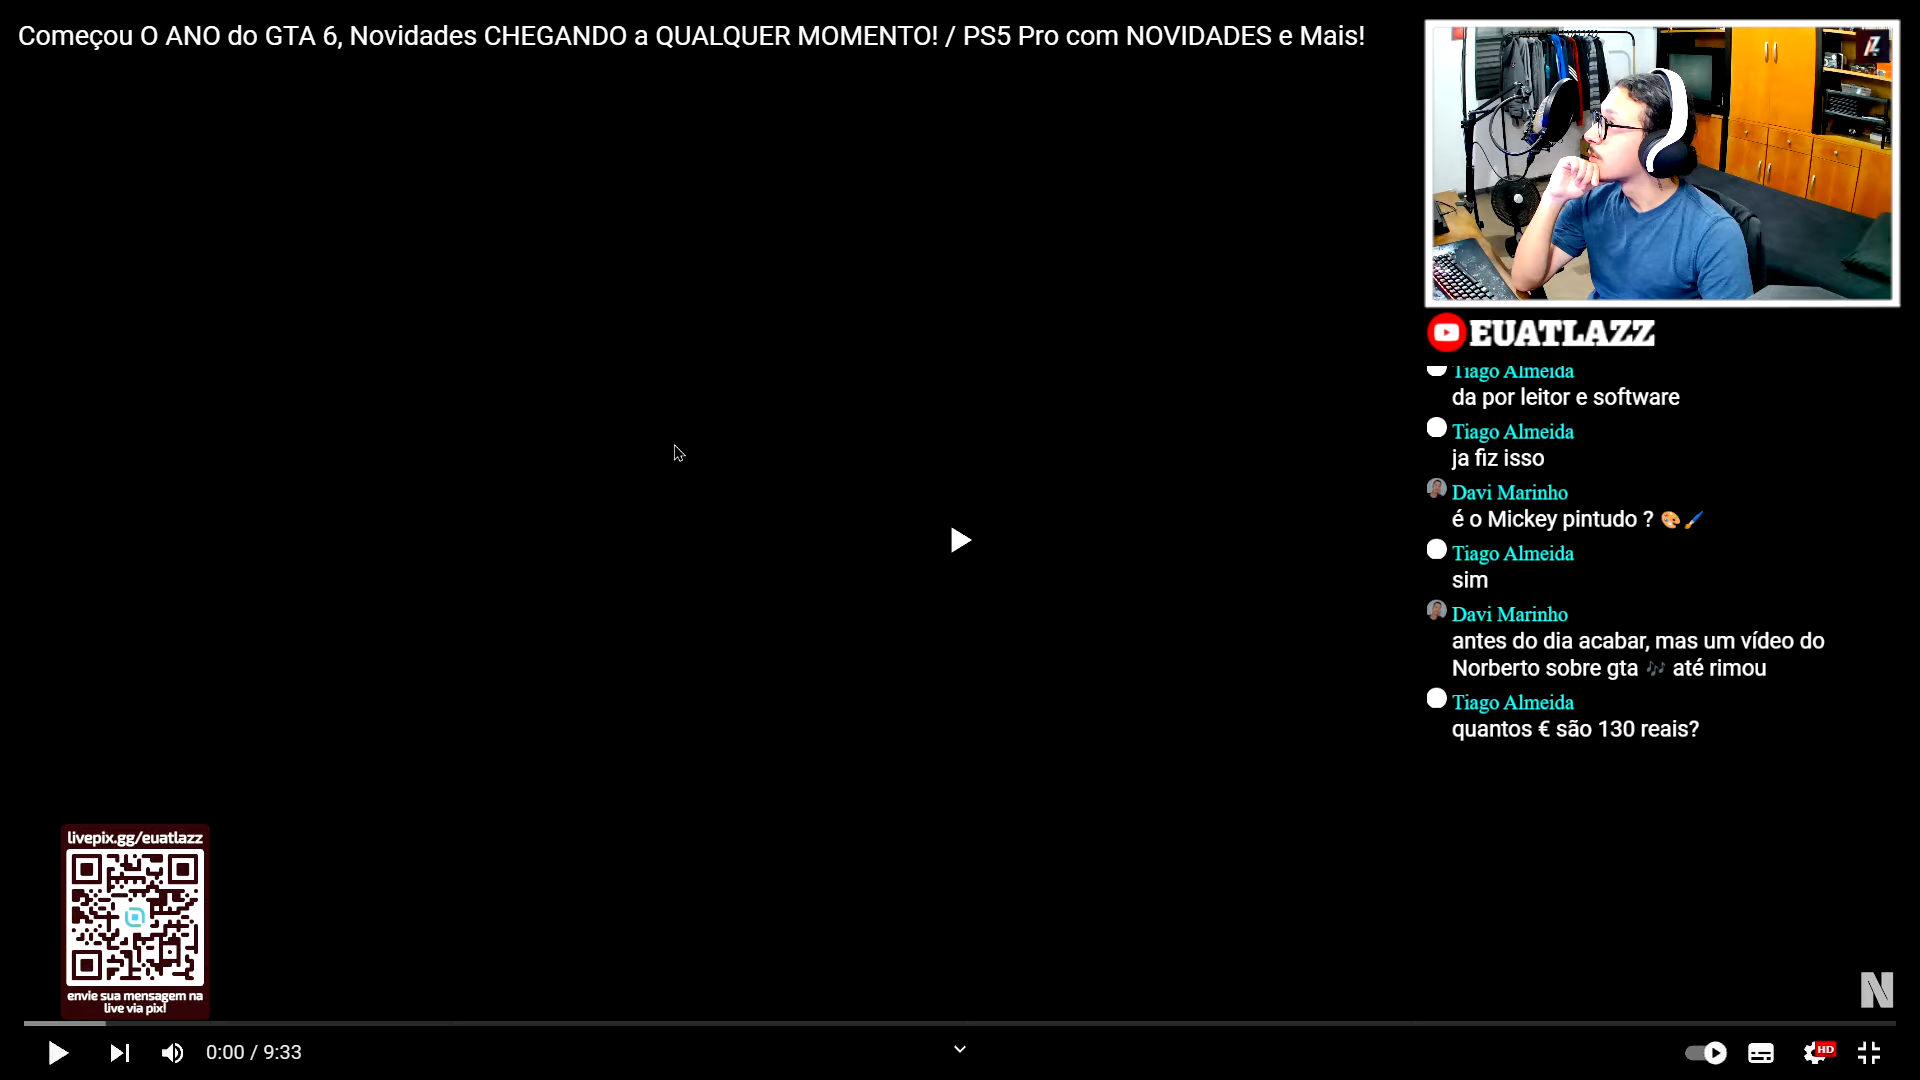 Começou O ANO do GTA 6, Novidades CHEGANDO a QUALQUER MOMENTO! / PS5 Pro com NOVIDADES e Mais!
EUATLAZZ
Tiago Almeida
da por leitor e software
Tiago Almeida
ja fiz isso
Davi Marinho
é o Mickey pintudo ? 🎨🖌️
Tiago Almeida
sim
Davi Marinho
antes do dia acabar, mas um vídeo do
Norberto sobre gta 🎶 até rimou
Tiago Almeida
quantos € são 130 reais?
livepix.gg/euatlazz
envie sua mensagem na
live via pix!
N
0:00 / 9:33
HD